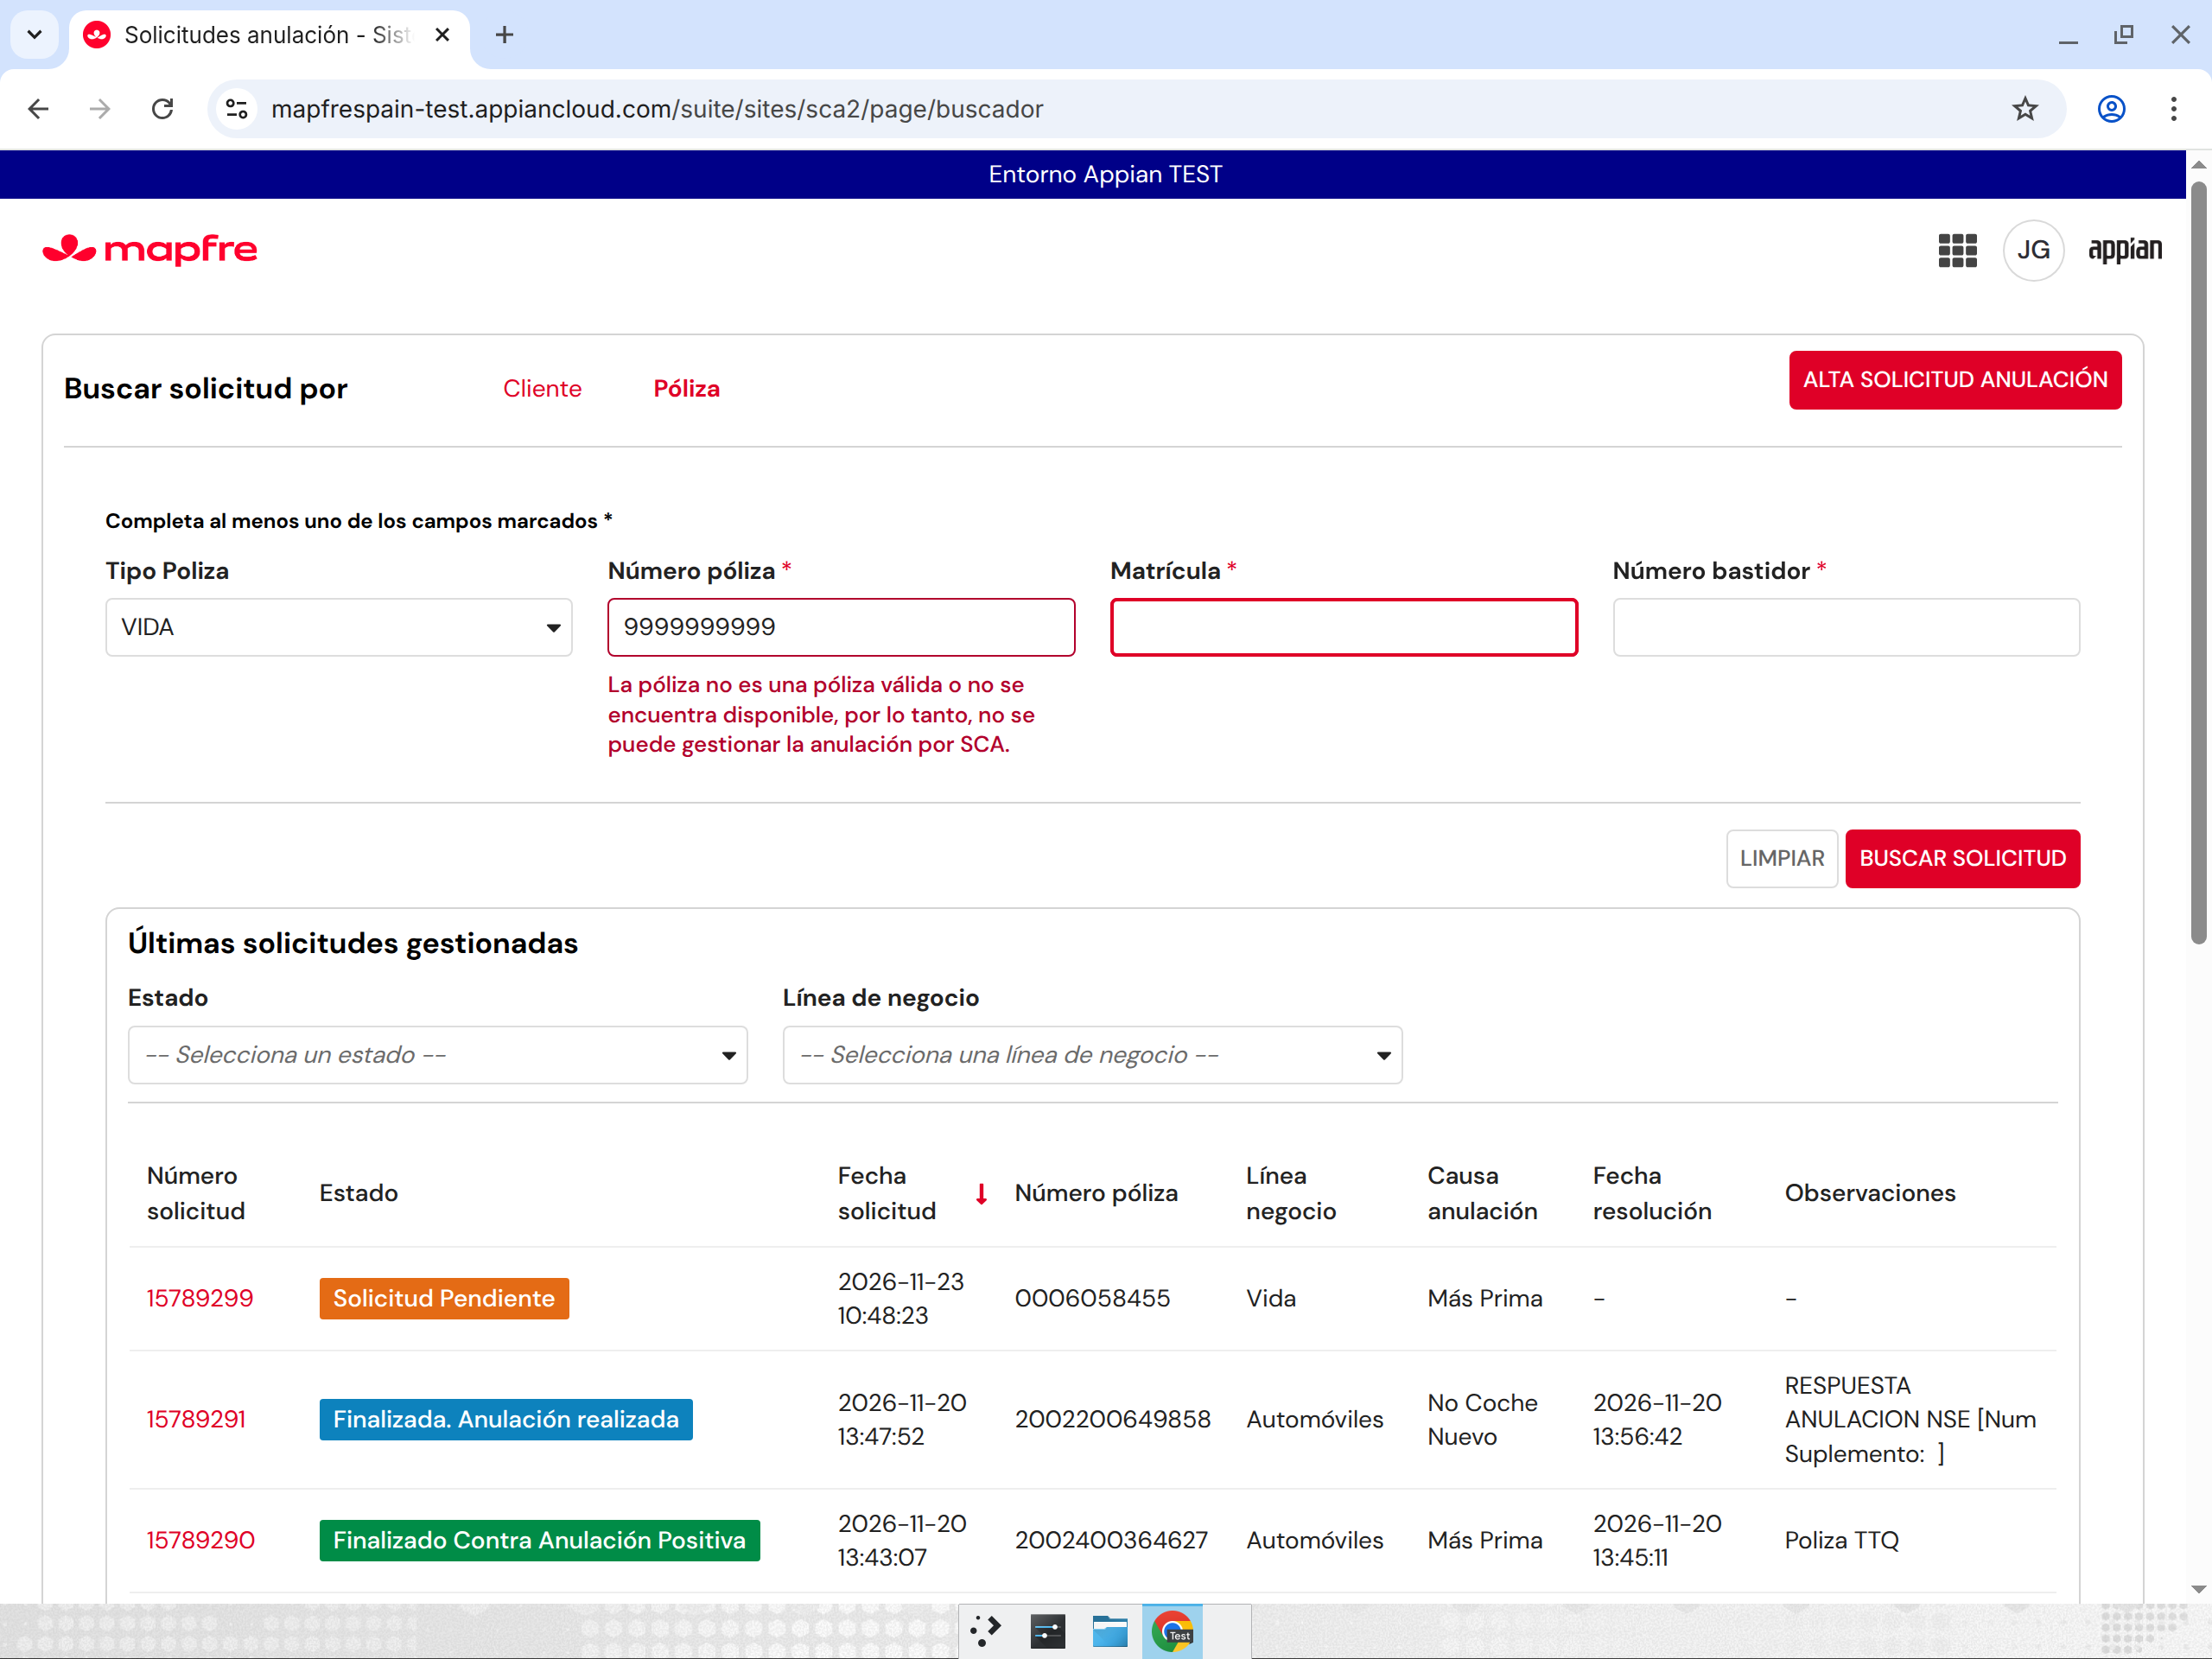 Solicitudes anulación - Sist
mapfrespain-test.appiancloud.com/suite/sites/sca2/page/buscador
Entorno Appian TEST
mapfre
JG
appian
Buscar solicitud por
Cliente
Póliza
ALTA SOLICITUD ANULACIÓN
Completa al menos uno de los campos marcados *
Tipo Poliza
Número póliza *
Matrícula *
Número bastidor *
VIDA
9999999999
La póliza no es una póliza válida o no se
encuentra disponible, por lo tanto, no se
puede gestionar la anulación por SCA.
LIMPIAR
BUSCAR SOLICITUD
Últimas solicitudes gestionadas
Estado
Línea de negocio
-- Selecciona un estado --
-- Selecciona una línea de negocio --
Número
solicitud
Estado
Fecha
solicitud
Número póliza
Línea
negocio
Causa
anulación
Fecha
resolución
Observaciones
15789299
Solicitud Pendiente
2026-11-23
10:48:23
0006058455
Vida
Más Prima
-
-
15789291
Finalizada. Anulación realizada
2026-11-20
13:47:52
2002200649858
Automóviles
No Coche
Nuevo
2026-11-20
13:56:42
RESPUESTA
ANULACION NSE [Num
Suplemento:  ]
15789290
Finalizado Contra Anulación Positiva
2026-11-20
13:43:07
2002400364627
Automóviles
Más Prima
2026-11-20
13:45:11
Poliza TTQ
Test